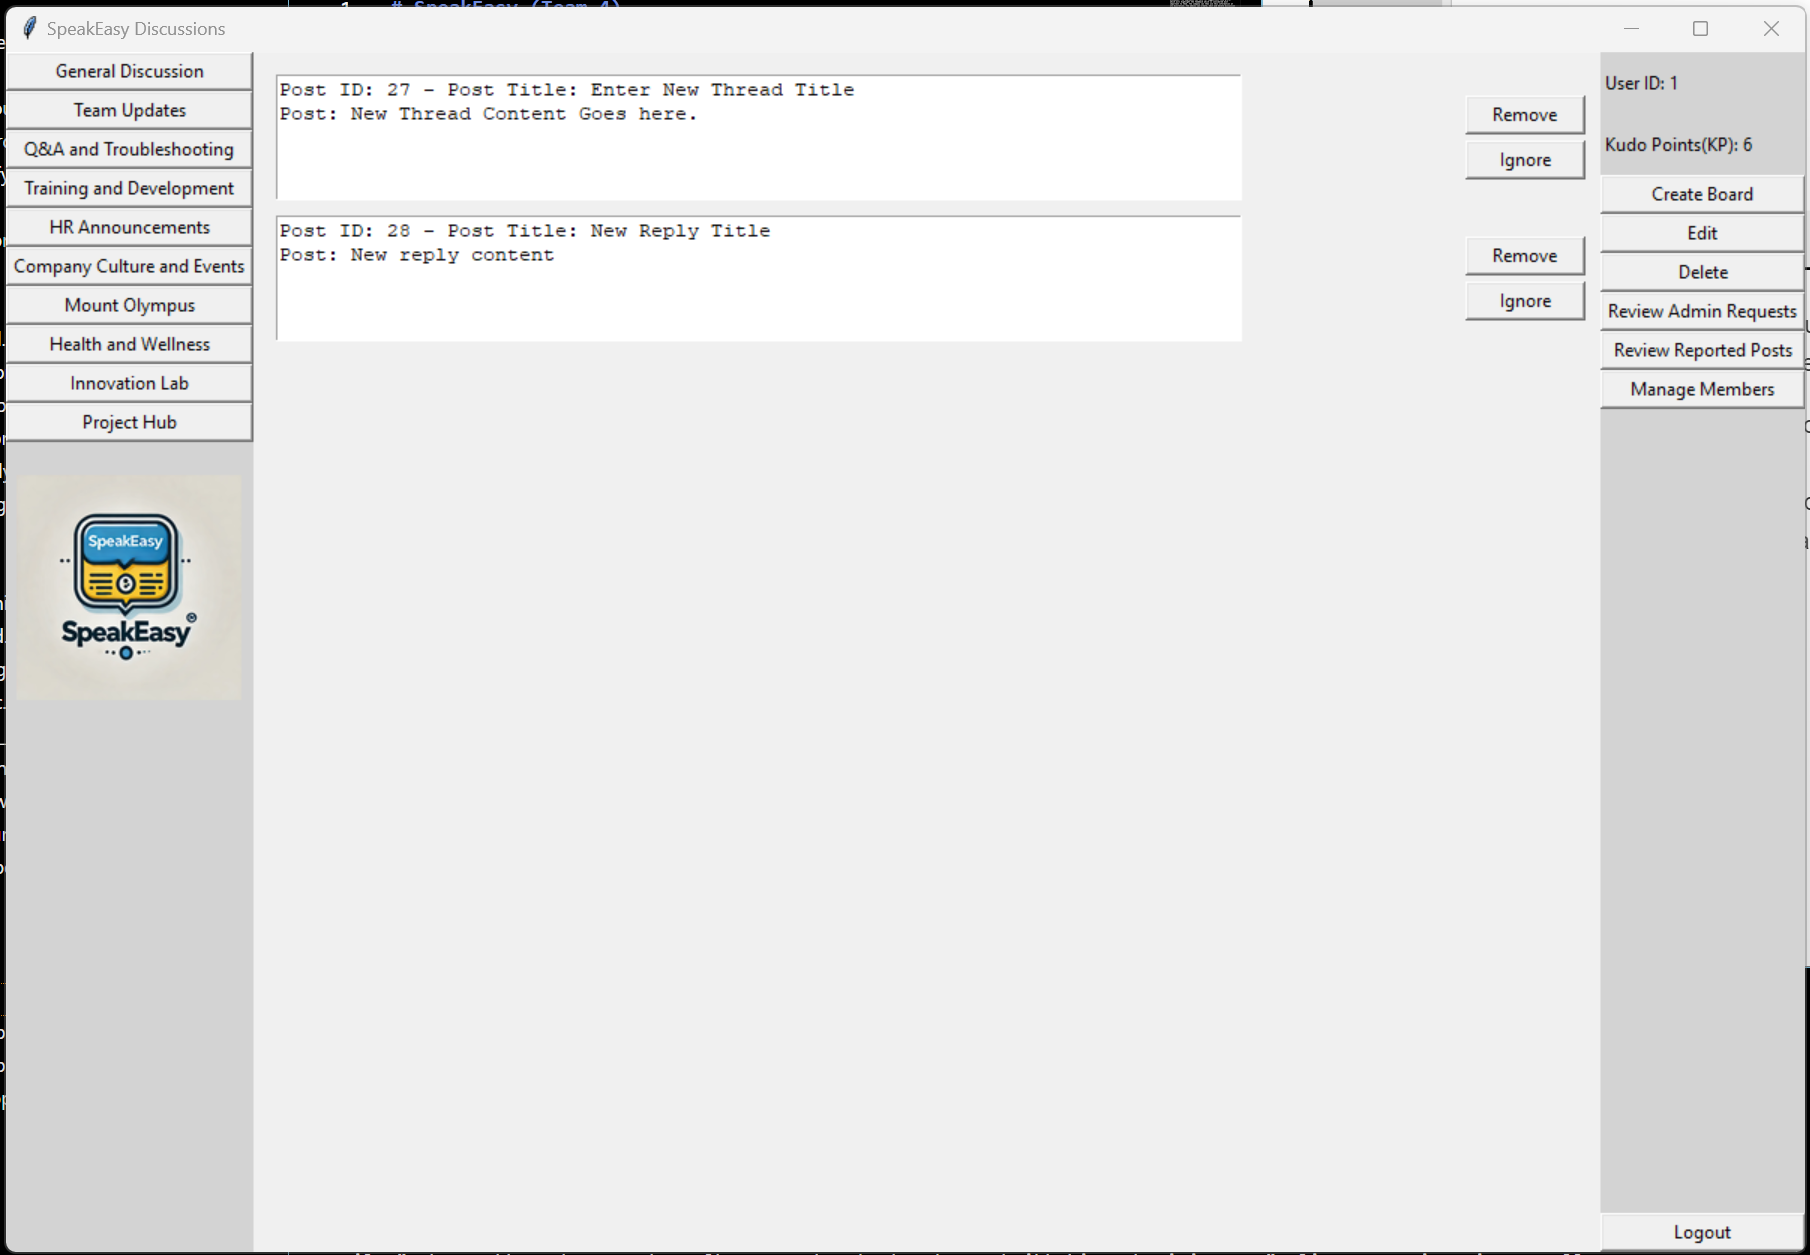 # SpeakEasy (Team 4)
SpeakEasy Discussions
General Discussion
Team Updates
Q&A and Troubleshooting
Training and Development
HR Announcements
Company Culture and Events
Mount Olympus
Health and Wellness
Innovation Lab
Project Hub
SpeakEasy
SpeakEasy
Post ID: 27 - Post Title: Enter New Thread Title
Post: New Thread Content Goes here.
Remove
Ignore
Post ID: 28 - Post Title: New Reply Title
Post: New reply content
Remove
Ignore
User ID: 1
Kudo Points(KP): 6
Create Board
Edit
Delete
Review Admin Requests
Review Reported Posts
Manage Members
Logout